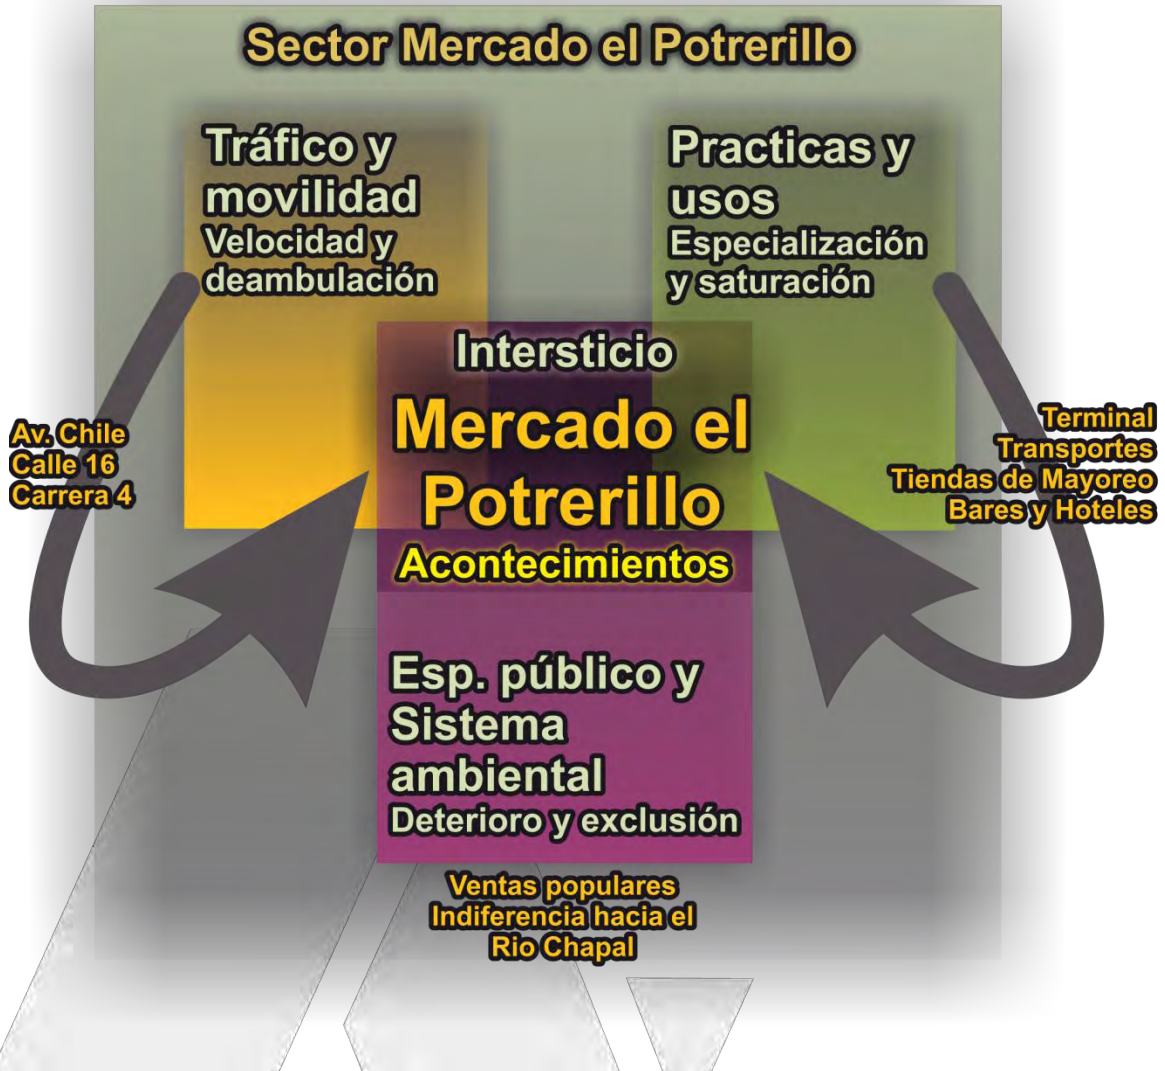 Sector Mercado el Potrerillo
Tráfico y
movilidad
Velocidad y
deambulación
Practicas y
usos
Especialización
y saturación
Intersticio
Mercado el
Potrerillo
Acontecimientos
Av. Chile
Calle 16
Carrera 4
Terminal
Transportes
Tiendas de Mayoreo
Bares y Hoteles
Esp. público y
Sistema
ambiental
Deterioro y exclusión
Ventas populares
Indiferencia hacia el
Rio Chapal